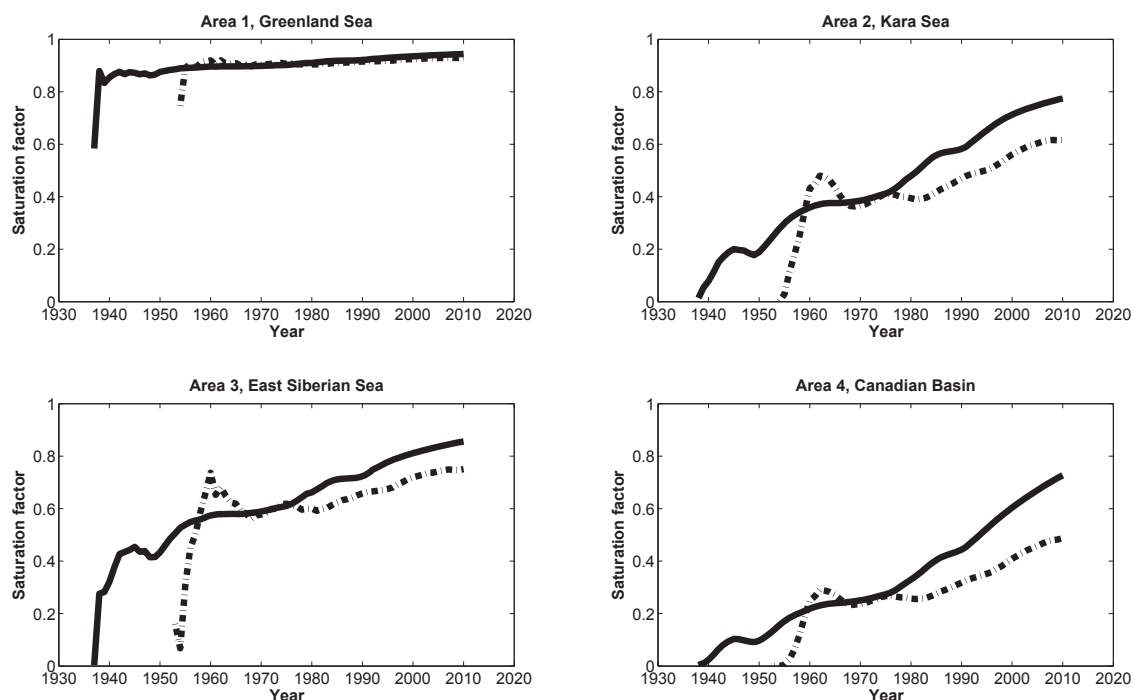 Area 1, Greenland Sea
1
0.8
0.6
0.4
0.2
0
Saturation factor
1930 1940 1950 1960 1970 1980 1990 2000 2010 2020
Year
Area 2, Kara Sea
1
0.8
0.6
0.4
0.2
0
Saturation factor
1930 1940 1950 1960 1970 1980 1990 2000 2010 2020
Year
Area 3, East Siberian Sea
1
0.8
0.6
0.4
0.2
0
Saturation factor
1930 1940 1950 1960 1970 1980 1990 2000 2010 2020
Year
Area 4, Canadian Basin
1
0.8
0.6
0.4
0.2
0
Saturation factor
1930 1940 1950 1960 1970 1980 1990 2000 2010 2020
Year